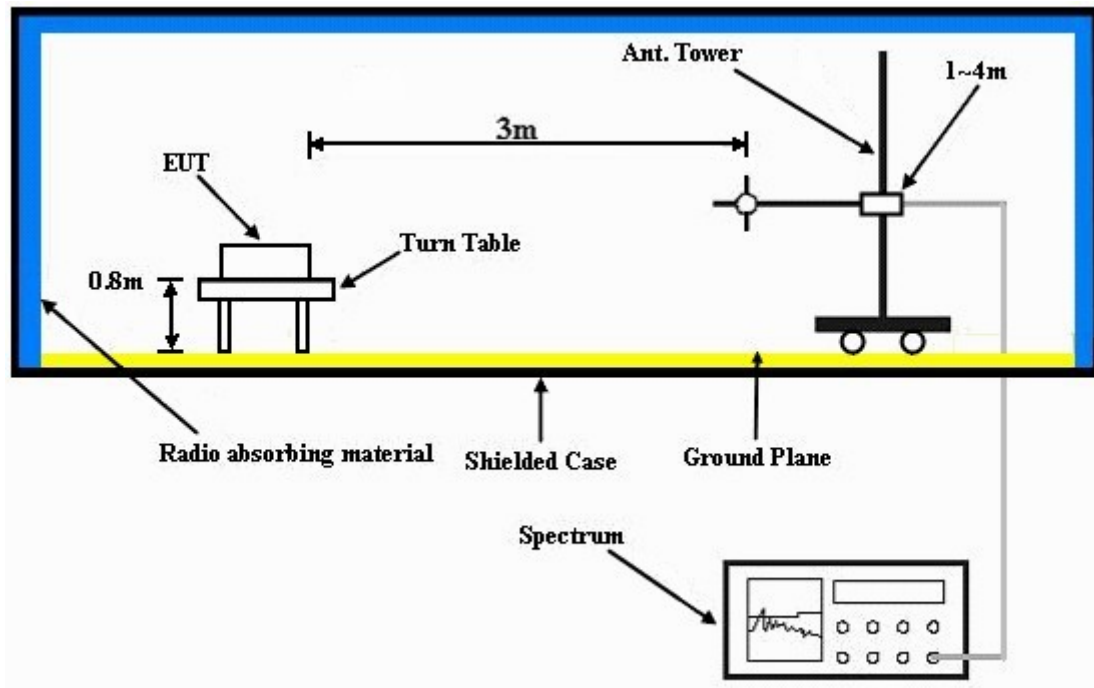 Ant. Tower
1~4m
3m
EUT
Turn Table
0.8m
Radio absorbing material
Shielded Case
Ground Plane
Spectrum